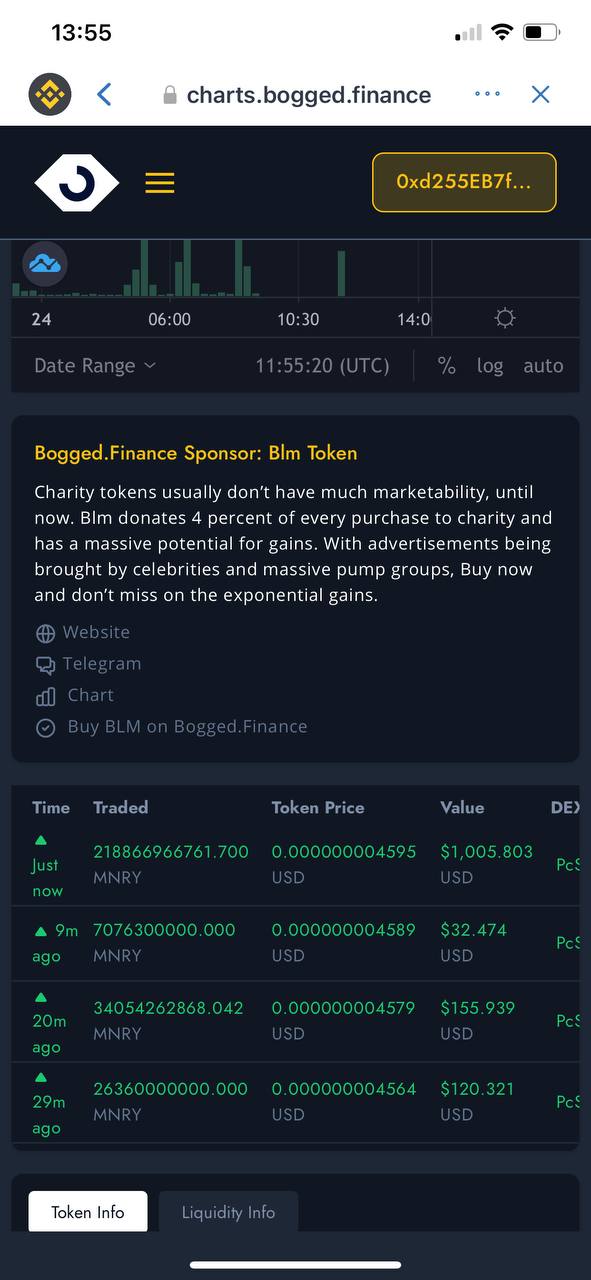 13:55
charts.bogged.finance
0xd255EB7f...
24 06:00 10:30 14:0
Date Range 11:55:20 (UTC) % log auto
Bogged.Finance Sponsor: Blm Token
Charity tokens usually don’t have much marketability, until
now. Blm donates 4 percent of every purchase to charity and
has a massive potential for gains. With advertisements being
brought by celebrities and massive pump groups, Buy now
and don’t miss on the exponential gains.
Website
Telegram
Chart
Buy BLM on Bogged.Finance
Time Traded Token Price Value DEX
Just now 218866966761.700 MNRY 0.000000004595 USD $1,005.803 USD PcS
9m ago 7076300000.000 MNRY 0.000000004589 USD $32.474 USD PcS
20m ago 34054262868.042 MNRY 0.000000004579 USD $155.939 USD PcS
29m ago 26360000000.000 MNRY 0.000000004564 USD $120.321 USD PcS
Token Info Liquidity Info